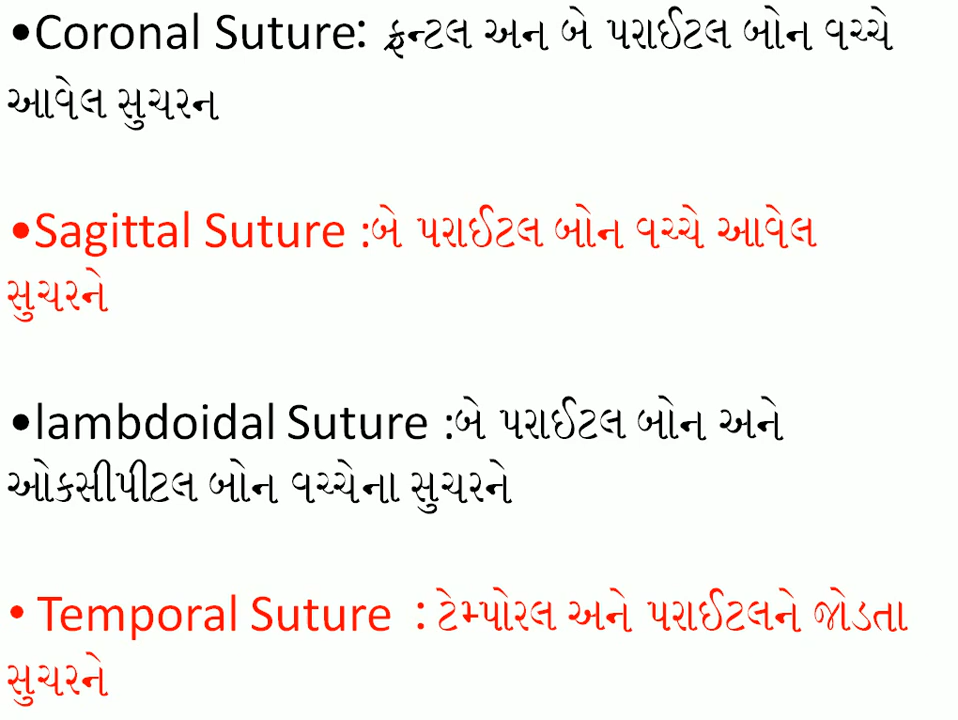 •Coronal Suture: ફ્રન્ટલ અન બે પરાઈટલ બોન વચ્ચે
આવેલ સુચરન
•Sagittal Suture :બે પરાઈટલ બોન વચ્ચે આવેલ
સુચરને
•lambdoidal Suture :બે પરાઈટલ બોન અને
ઓકસીપીટલ બોન વચ્ચેના સુચરને
• Temporal Suture : ટેમ્પોરલ અને પરાઈટલને જોડતા
સુચરને